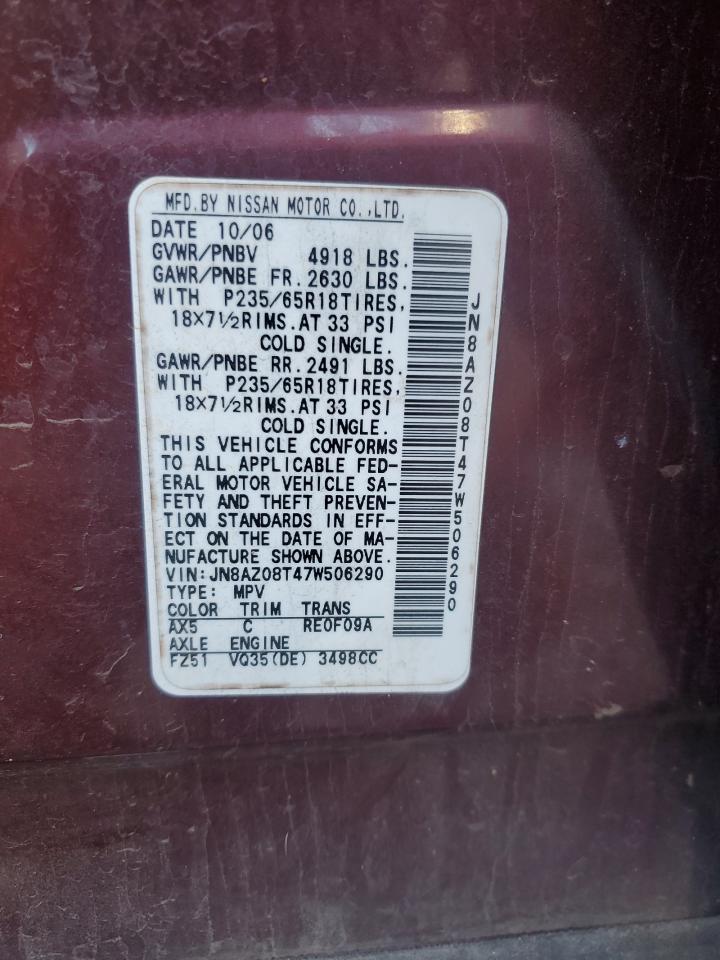 MFD.BY NISSAN MOTOR CO.,LTD.
DATE 10/06
GVWR/PNBV 4918 LBS.
GAWR/PNBE FR.2630 LBS.
WITH P235/65R18TIRES,
18×7½RIMS.AT 33 PSI
COLD SINGLE.
GAWR/PNBE RR.2491 LBS.
WITH P235/65R18TIRES,
18×7½RIMS.AT 33 PSI
COLD SINGLE.
THIS VEHICLE CONFORMS
TO ALL APPLICABLE FED-
ERAL MOTOR VEHICLE SA-
FETY AND THEFT PREVEN-
TION STANDARDS IN EFF-
ECT ON THE DATE OF MA-
NUFACTURE SHOWN ABOVE.
VIN:JN8AZ08T47W506290
TYPE: MPV
COLOR TRIM TRANS
AX5 C RE0F09A
AXLE ENGINE
FZ51 VQ35(DE) 3498CC
JN8AZ08T47W506290